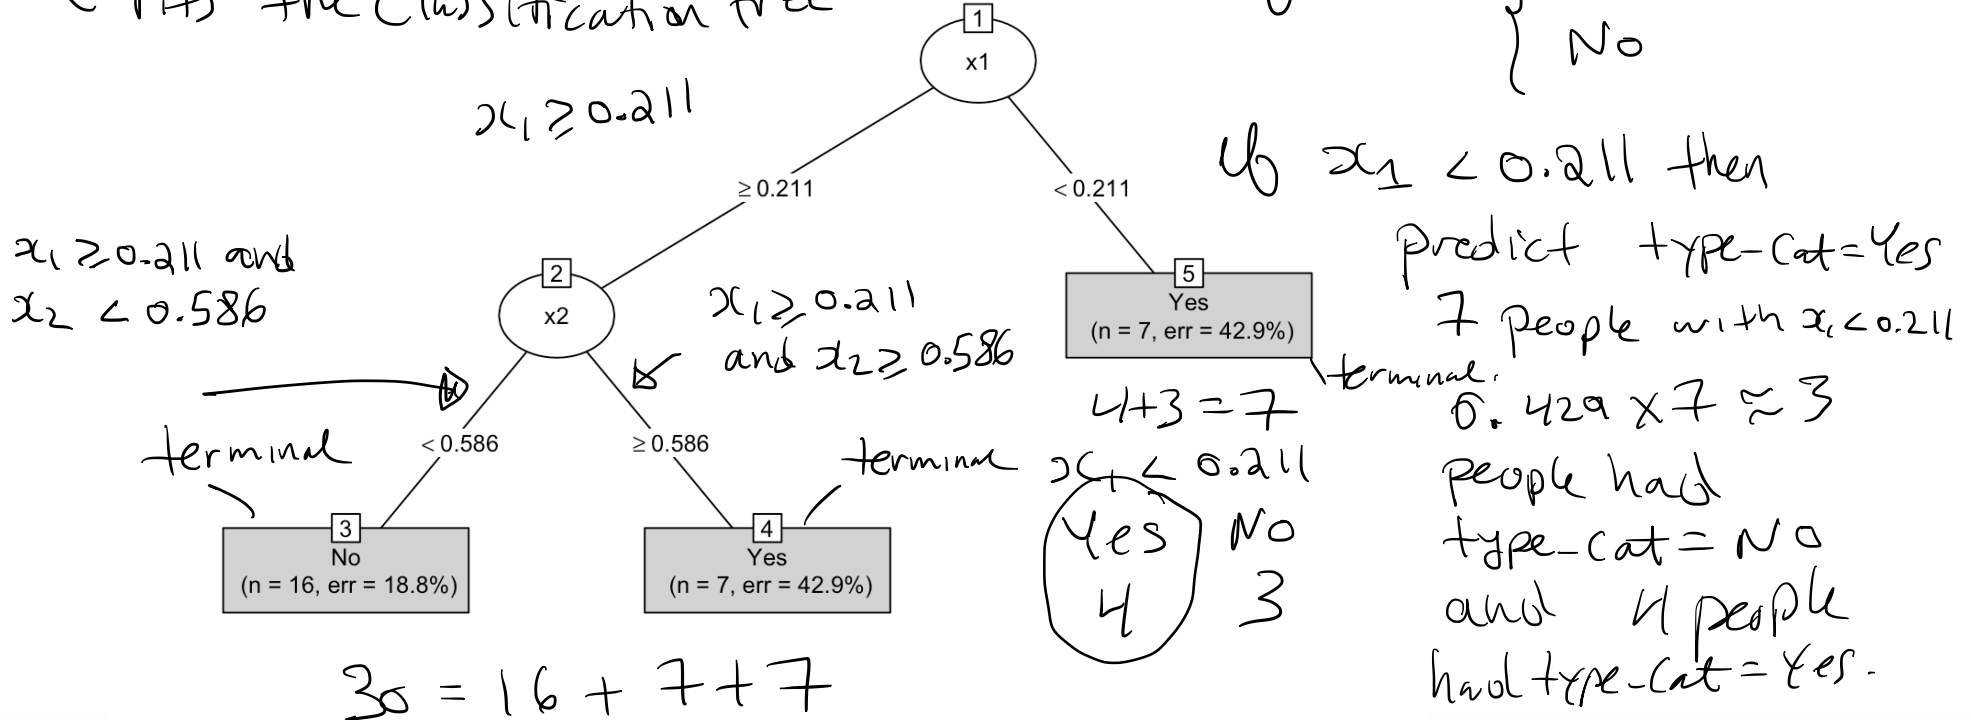 the classification tree
1
x1
{ No
x₁ ≥ 0.211
≥ 0.211
< 0.211
If x₁ < 0.211 then
predict type-cat=Yes
7 people with x₁ < 0.211
0.429 x 7 ≈ 3
people had
type-cat = NO
and 4 people
had type-cat = Yes.
x₁ ≥ 0.211 and
x₂ < 0.586
2
x2
x₁ ≥ 0.211
and x₂ ≥ 0.586
5
Yes
(n = 7, err = 42.9%)
terminal.
4+3 = 7
x₁ < 0.211
Yes No
4 3
< 0.586
≥ 0.586
terminal
terminal
3
No
(n = 16, err = 18.8%)
4
Yes
(n = 7, err = 42.9%)
30 = 16 + 7 + 7